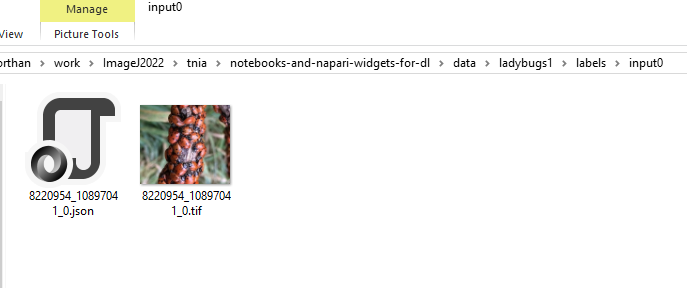 Manage
input0
View
Picture Tools
orthan > work > ImageJ2022 > tnia > notebooks-and-napari-widgets-for-dl > data > ladybugs1 > labels > input0
8220954_1089704
1_0.json
8220954_1089704
1_0.tif